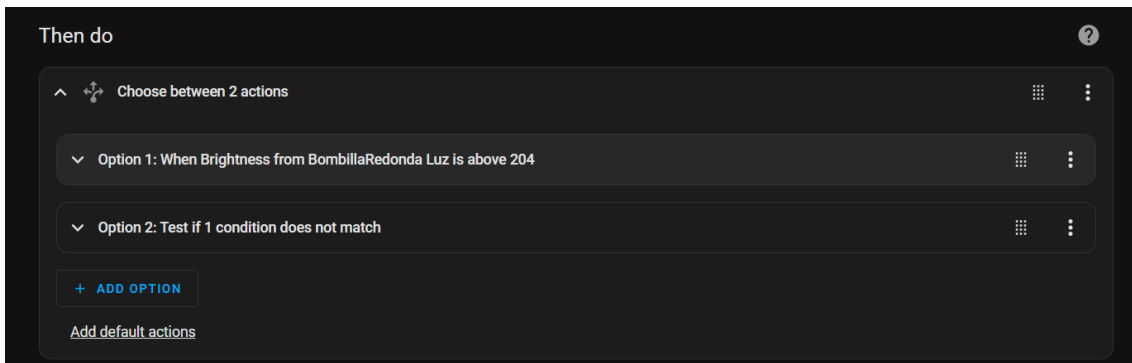 Then do
Choose between 2 actions
Option 1: When Brightness from BombillaRedonda Luz is above 204
Option 2: Test if 1 condition does not match
+ ADD OPTION
Add default actions